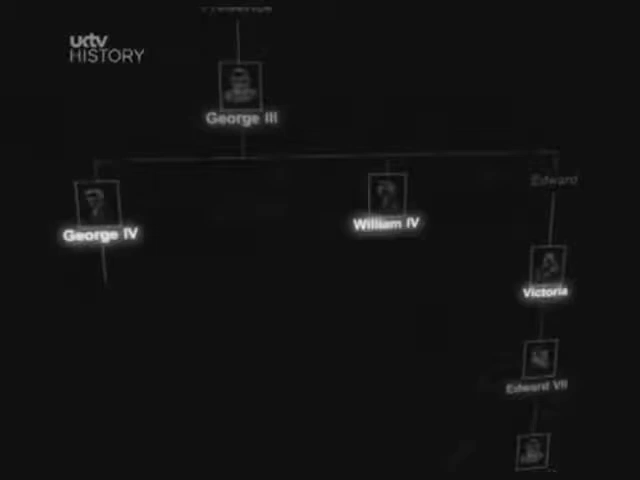 uktv
HISTORY
George III
Edward
George IV
William IV
Victoria
Edward VII